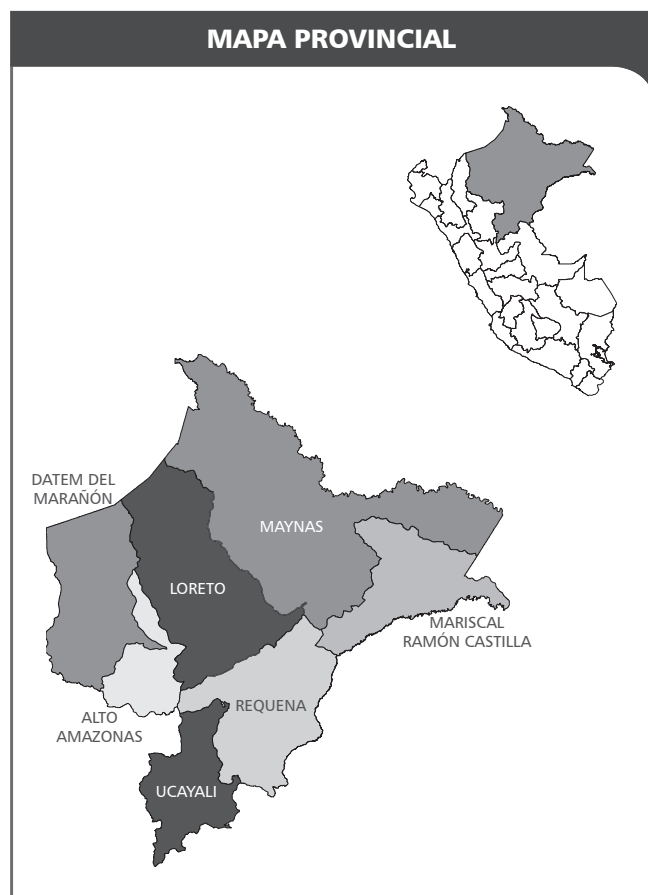 MAPA PROVINCIAL
DATEM DEL
MARAÑÓN
MAYNAS
LORETO
MARISCAL
RAMÓN CASTILLA
REQUENA
ALTO
AMAZONAS
UCAYALI